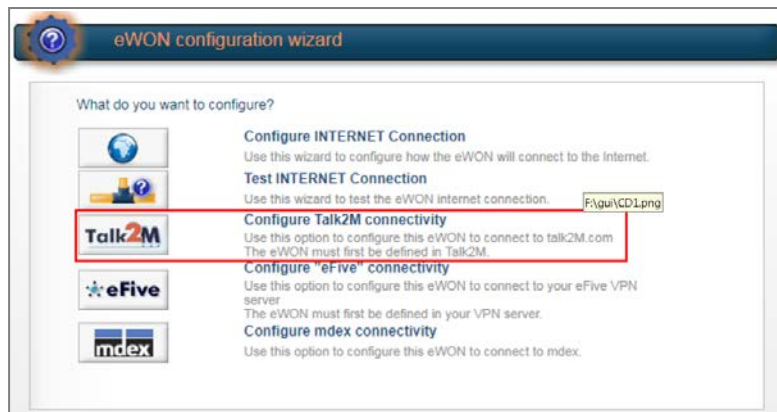 eWON configuration wizard
What do you want to configure?
Configure INTERNET Connection
Use this wizard to configure how the eWON will connect to the Internet.
Test INTERNET Connection
Use this wizard to test the eWON internet connection.
F:\gui\CD1.png
Talk2M
Configure Talk2M connectivity
Use this option to configure this eWON to connect to talk2M.com
The eWON must first be defined in Talk2M.
eFive
Configure "eFive" connectivity
Use this option to configure this eWON to connect to your eFive VPN
server
The eWON must first be defined in your VPN server.
mdex
Configure mdex connectivity
Use this option to configure this eWON to connect to mdex.